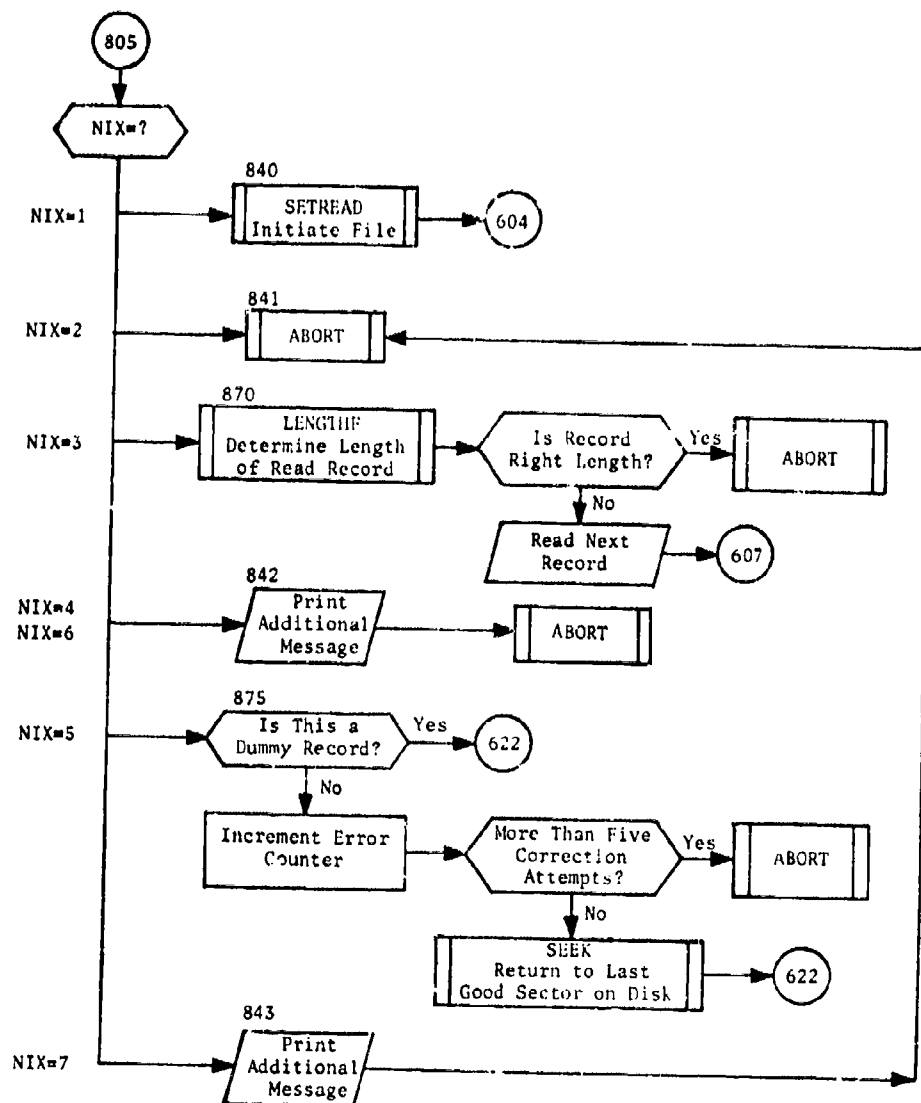 805
NIX=?
840
NIX=1
SETREAD
Initiate File
604
841
NIX=2
ABORT
870
NIX=3
LENGTHF
Determine Length
of Read Record
Is Record
Right Length?
Yes
ABORT
No
Read Next
Record
607
842
NIX=4
NIX=6
Print
Additional
Message
ABORT
875
NIX=5
Is This a
Dummy Record?
Yes
622
No
Increment Error
Counter
More Than Five
Correction
Attempts?
Yes
ABORT
No
SEEK
Return to Last
Good Sector on Disk
622
843
NIX=7
Print
Additional
Message